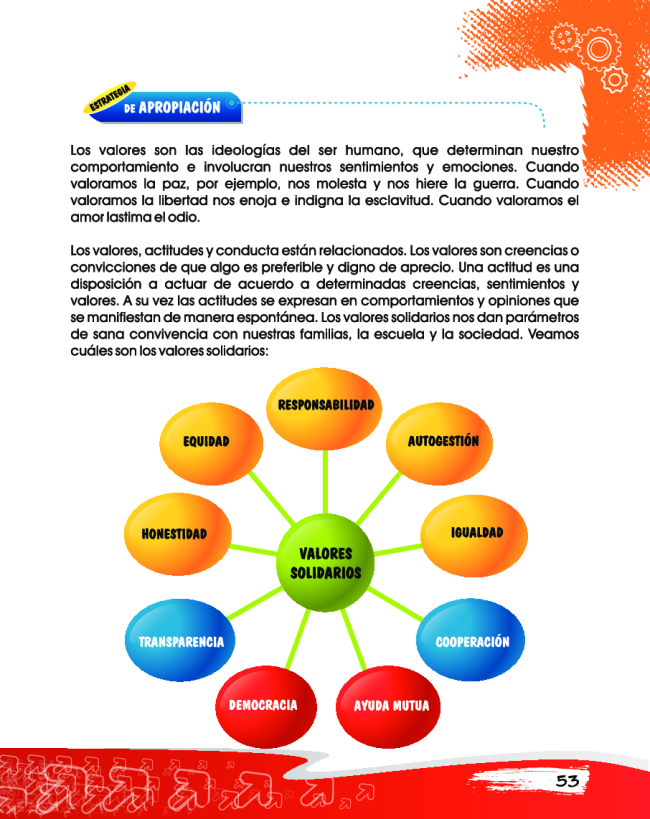 ESTRATEGIA
DE APROPIACIÓN
Los valores son las ideologías del ser humano, que determinan nuestro
comportamiento e involucran nuestros sentimientos y emociones. Cuando
valoramos la paz, por ejemplo, nos molesta y nos hiere la guerra. Cuando
valoramos la libertad nos enoja e indigna la esclavitud. Cuando valoramos el
amor lastima el odio.
Los valores, actitudes y conducta están relacionados. Los valores son creencias o
convicciones de que algo es preferible y digno de aprecio. Una actitud es una
disposición a actuar de acuerdo a determinadas creencias, sentimientos y
valores. A su vez las actitudes se expresan en comportamientos y opiniones que
se manifiestan de manera espontánea. Los valores solidarios nos dan parámetros
de sana convivencia con nuestras familias, la escuela y la sociedad. Veamos
cuáles son los valores solidarios:
RESPONSABILIDAD
EQUIDAD
AUTOGESTIÓN
HONESTIDAD
IGUALDAD
VALORES
SOLIDARIOS
TRANSPARENCIA
COOPERACIÓN
DEMOCRACIA
AYUDA MUTUA
53